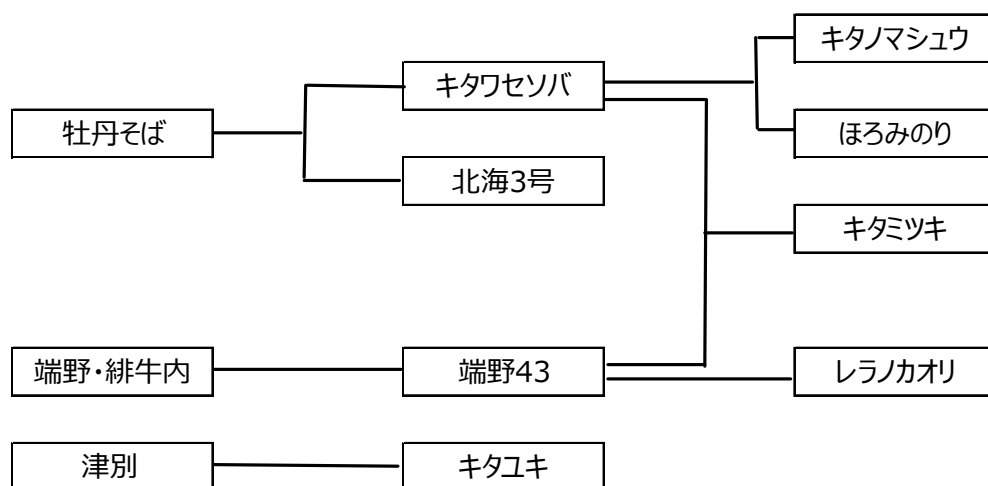 キタノマシュウ
キタワセソバ
牡丹そば
ほろみのり
北海3号
キタミツキ
端野・緋牛内
端野43
レラノカオリ
津別
キタユキ